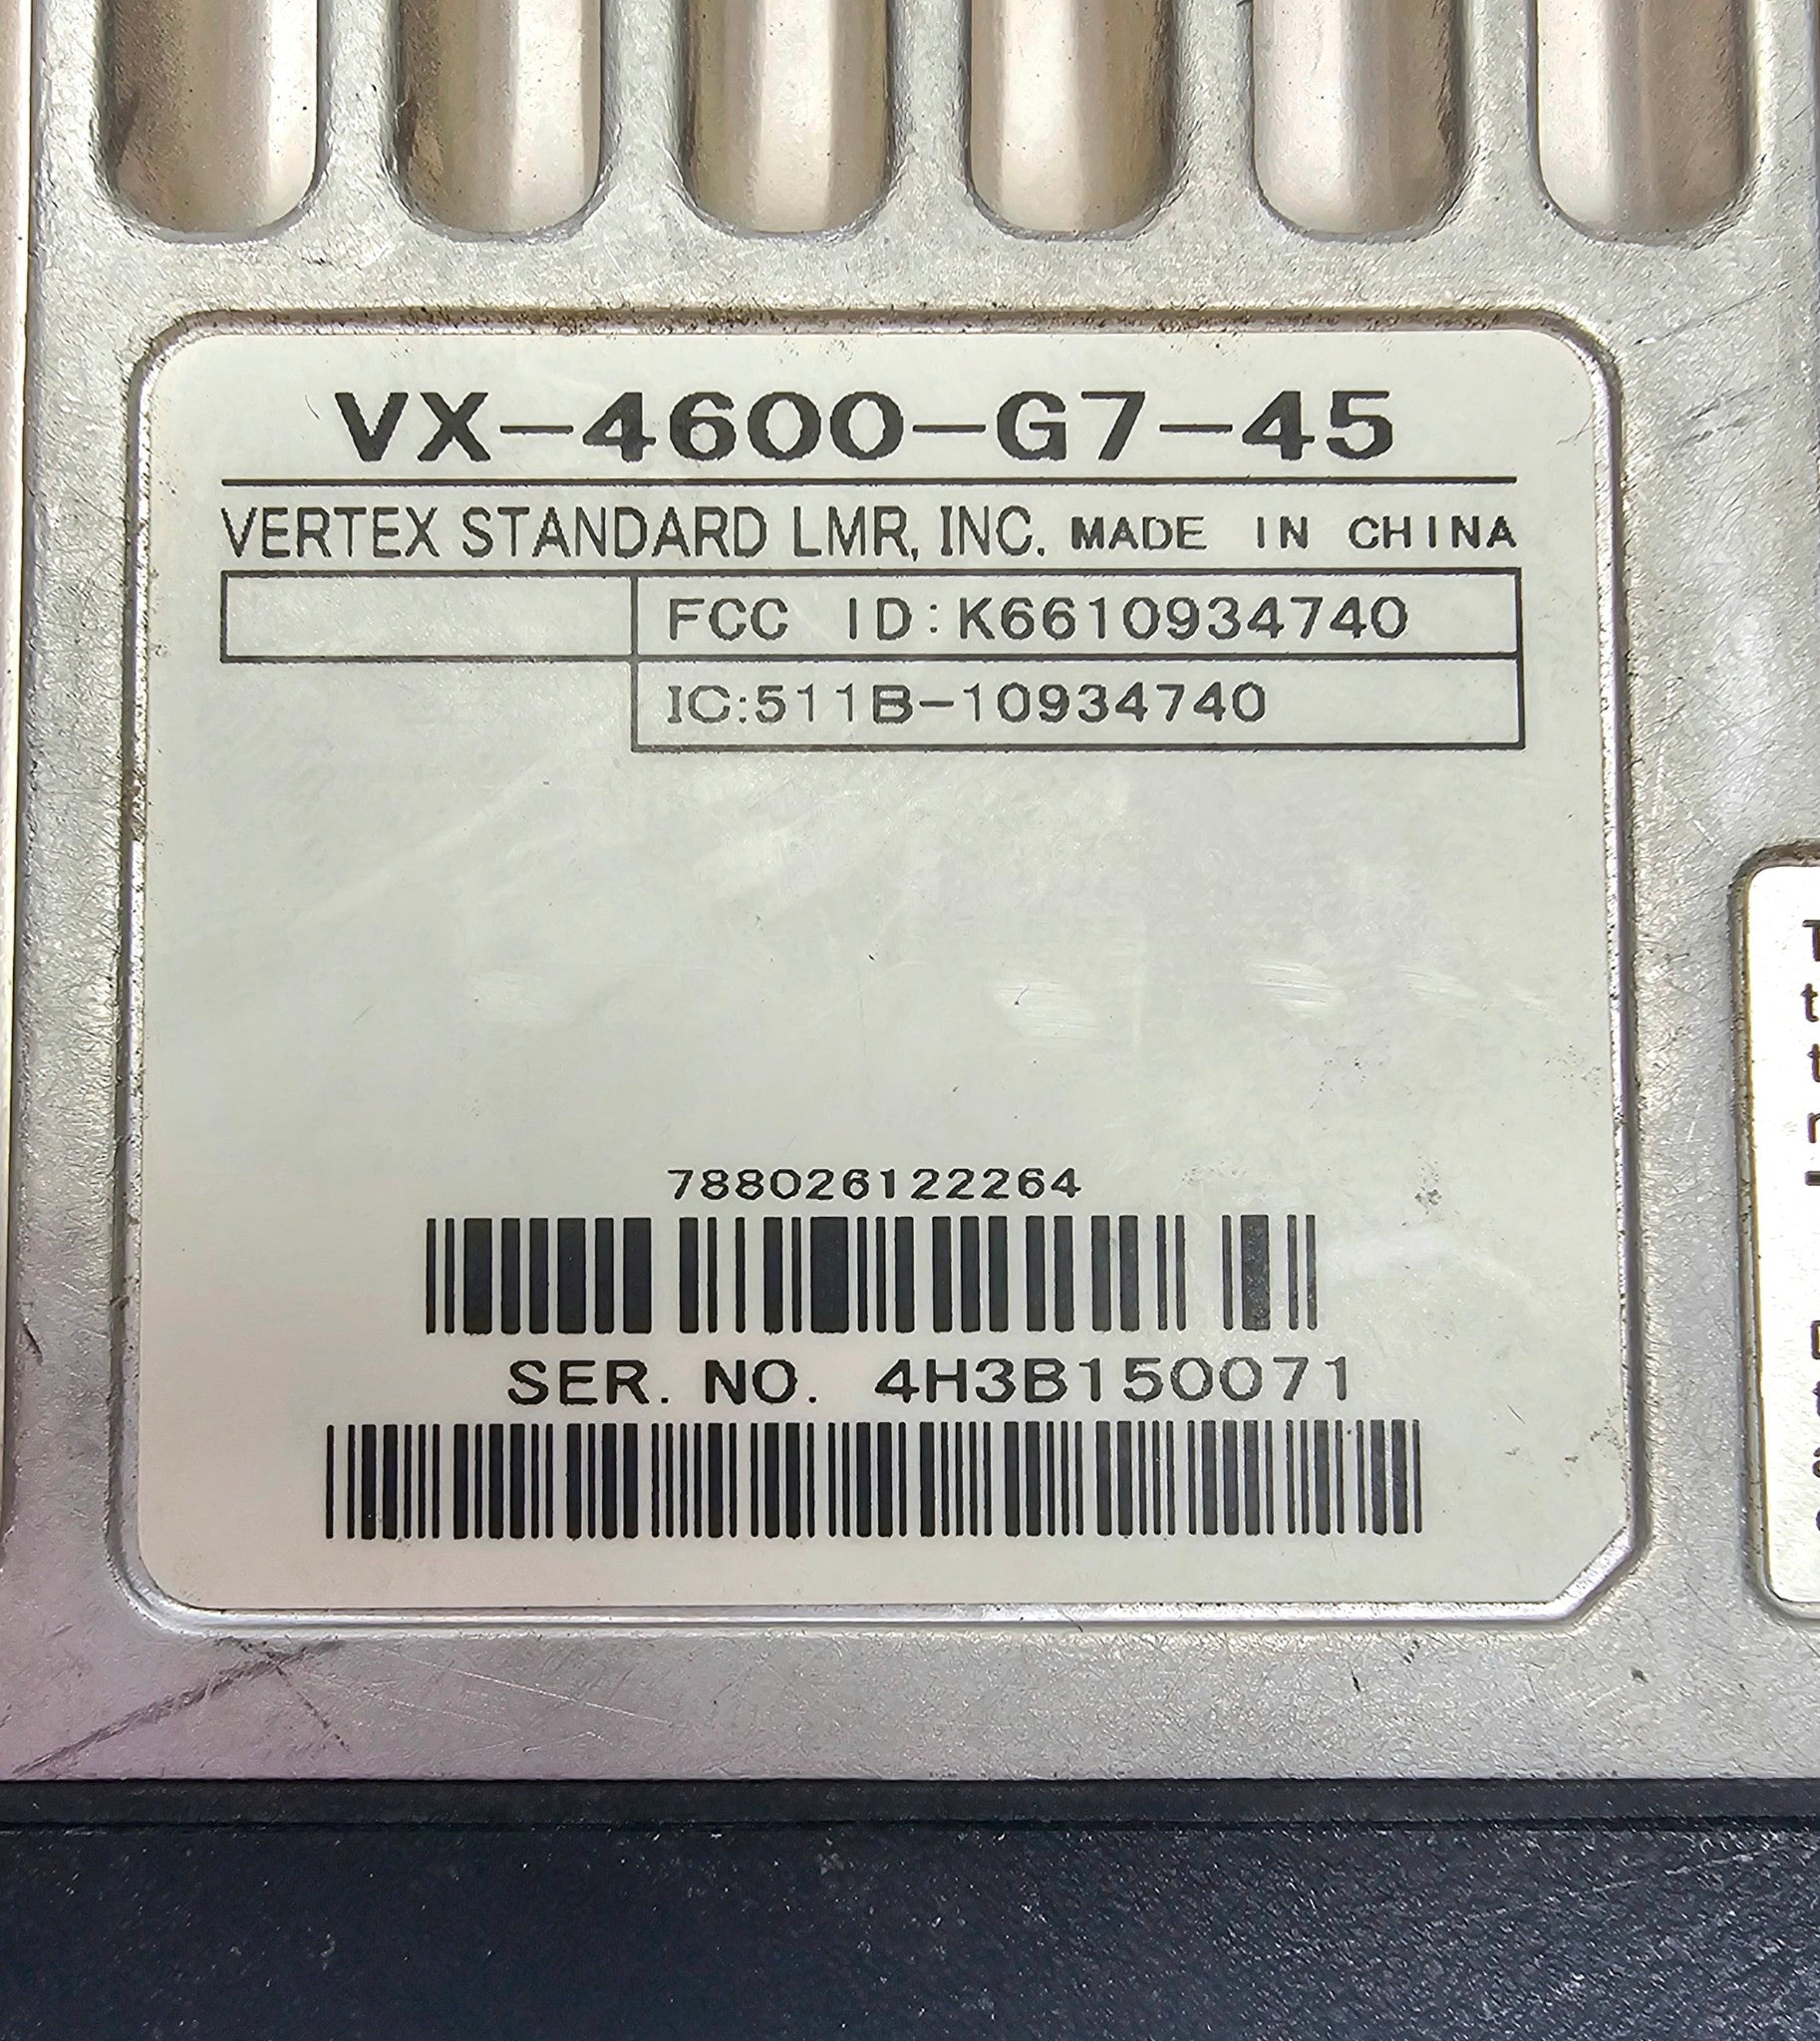 VX-4600-G7-45
VERTEX STANDARD LMR, INC. MADE IN CHINA
FCC ID:K6610934740
IC:511B-10934740
788026122264
SER. NO. 4H3B150071